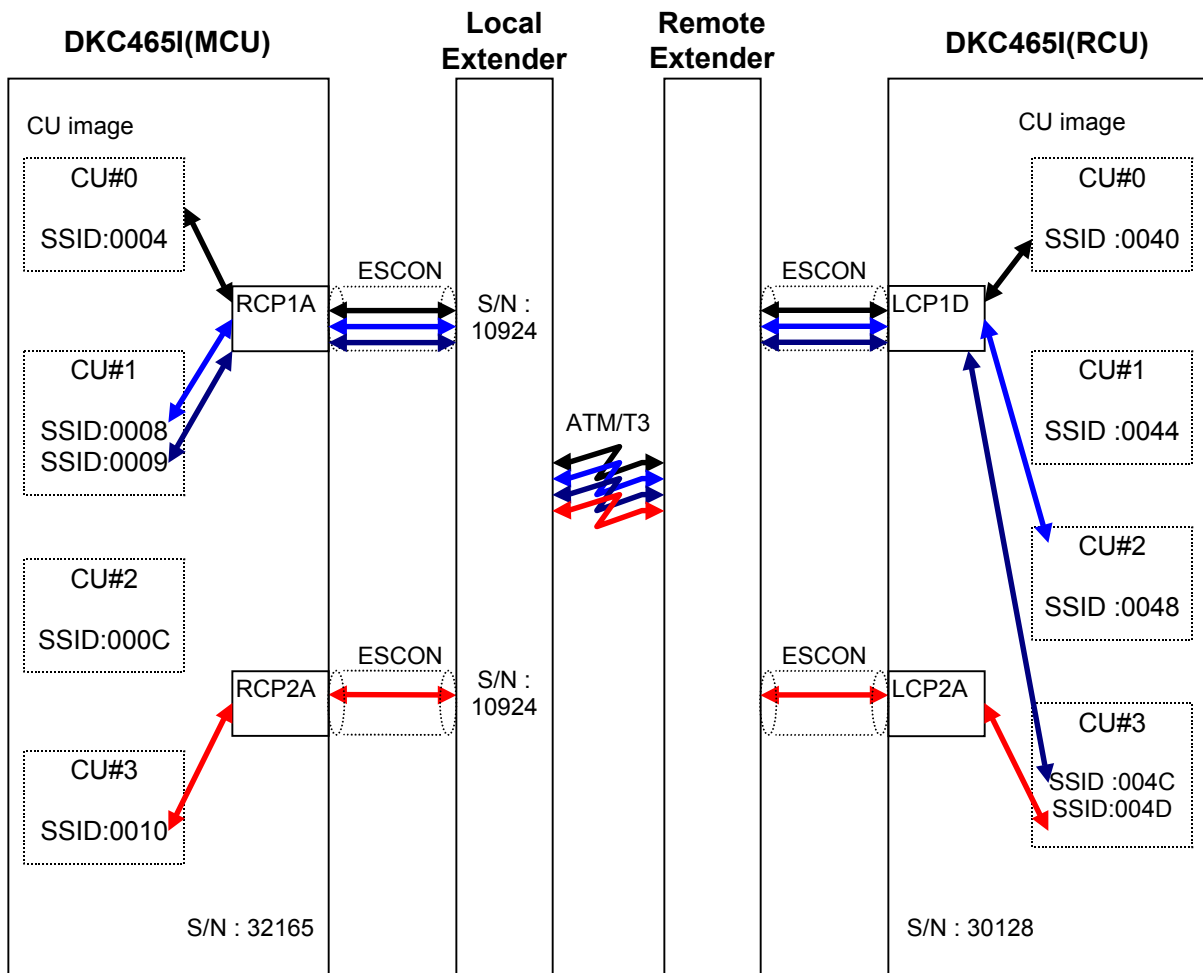 DKC465I(MCU)
Local
Extender
Remote
Extender
DKC465I(RCU)
CU image
CU#0
SSID:0004
CU#1
SSID:0008
SSID:0009
CU#2
SSID:000C
CU#3
SSID:0010
S/N : 32165
RCP1A
RCP2A
ESCON
ESCON
S/N :
10924
S/N :
10924
ATM/T3
ESCON
ESCON
LCP1D
LCP2A
CU image
CU#0
SSID :0040
CU#1
SSID :0044
CU#2
SSID :0048
CU#3
SSID :004C
SSID:004D
S/N : 30128